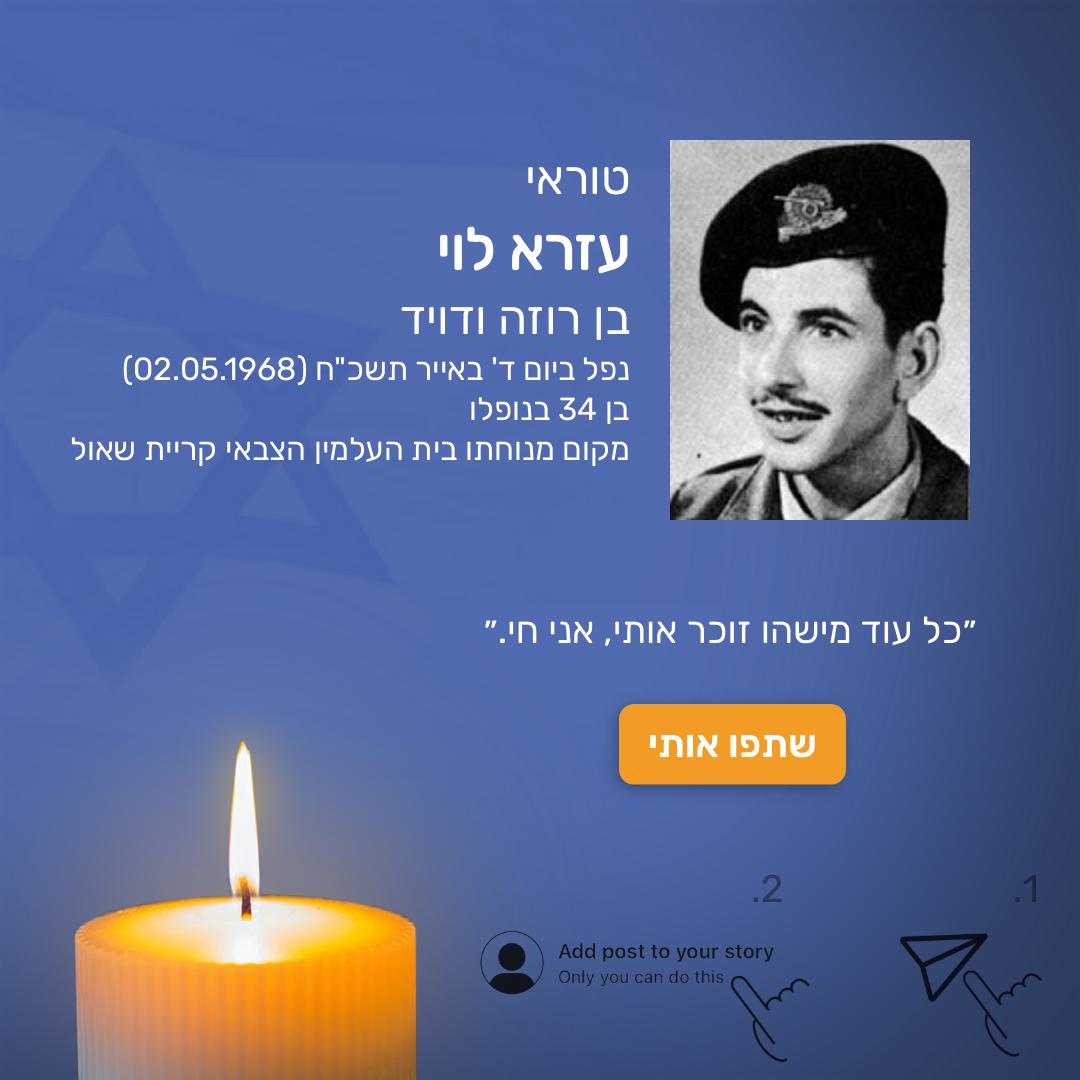 טוראי
עזרא לוי
בן רוזה ודויד
נפל ביום ד' באייר תשכ"ח (02.05.1968)
בן 34 בנופלו
מקום מנוחתו בית העלמין הצבאי קריית שאול
״כל עוד מישהו זוכר אותי, אני חי.״
שתפו אותי
1.
2.
Add post to your story
Only you can do this